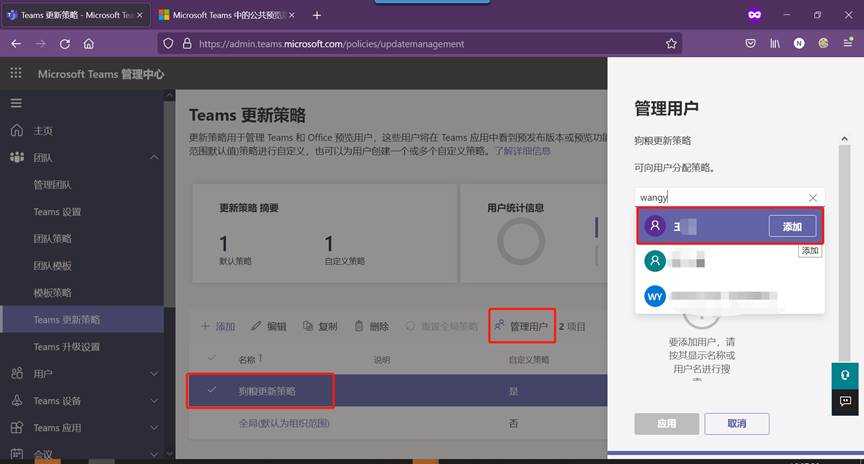 Teams 更新策略 - Microsoft Tea
Microsoft Teams 中的公共预览
https://admin.teams.microsoft.com/policies/updatemanagement
N
Microsoft Teams 管理中心
主页
团队
管理团队
Teams 设置
团队策略
团队模板
模板策略
Teams 更新策略
Teams 升级设置
用户
Teams 设备
Teams 应用
会议
Teams 更新策略
更新策略用于管理 Teams 和 Office 预览用户，这些用户将在 Teams 应用中看到预发布版本或预览功能
范围默认值)策略进行自定义，也可以为用户创建一个或多个自定义策略。了解详细信息
更新策略 摘要
1
默认策略
1
自定义策略
用户统计信息
添加
编辑
复制
删除
重置全局策略
管理用户
2 项目
名称
说明
自定义策略
狗粮更新策略
是
全局(默认为组织范围)
否
管理用户
狗粮更新策略
可向用户分配策略。
wangy
添加
添加
WY
要添加用户，请
按其显示名称或
用户名进行搜
应用
取消